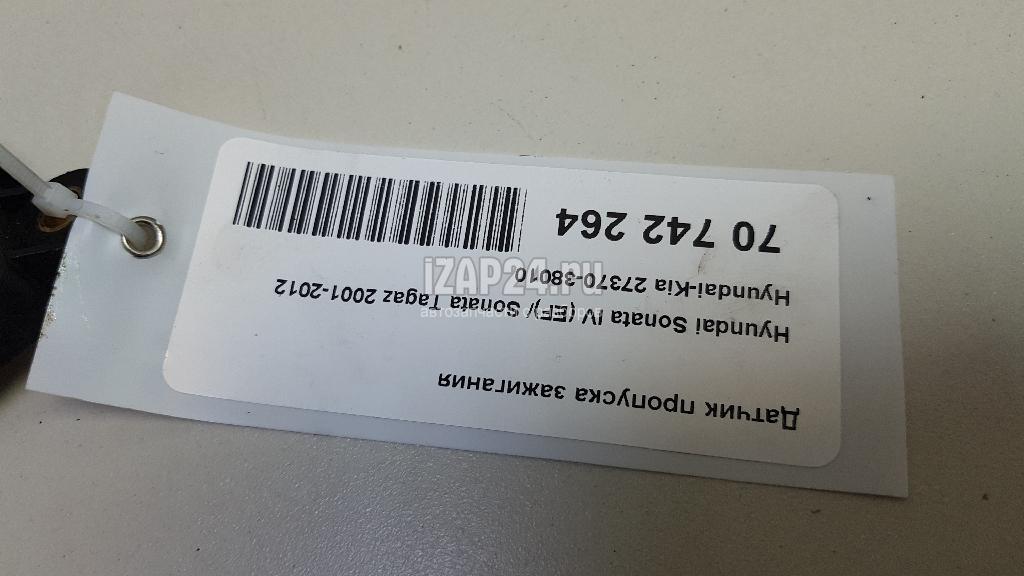 Датчик пропуска зажигания
Hyundai Sonata IV (EF)/ Sonata Tagaz 2001-2012
Hyundai-Kia 27370-38010
70 742 264
iZAP24.ru